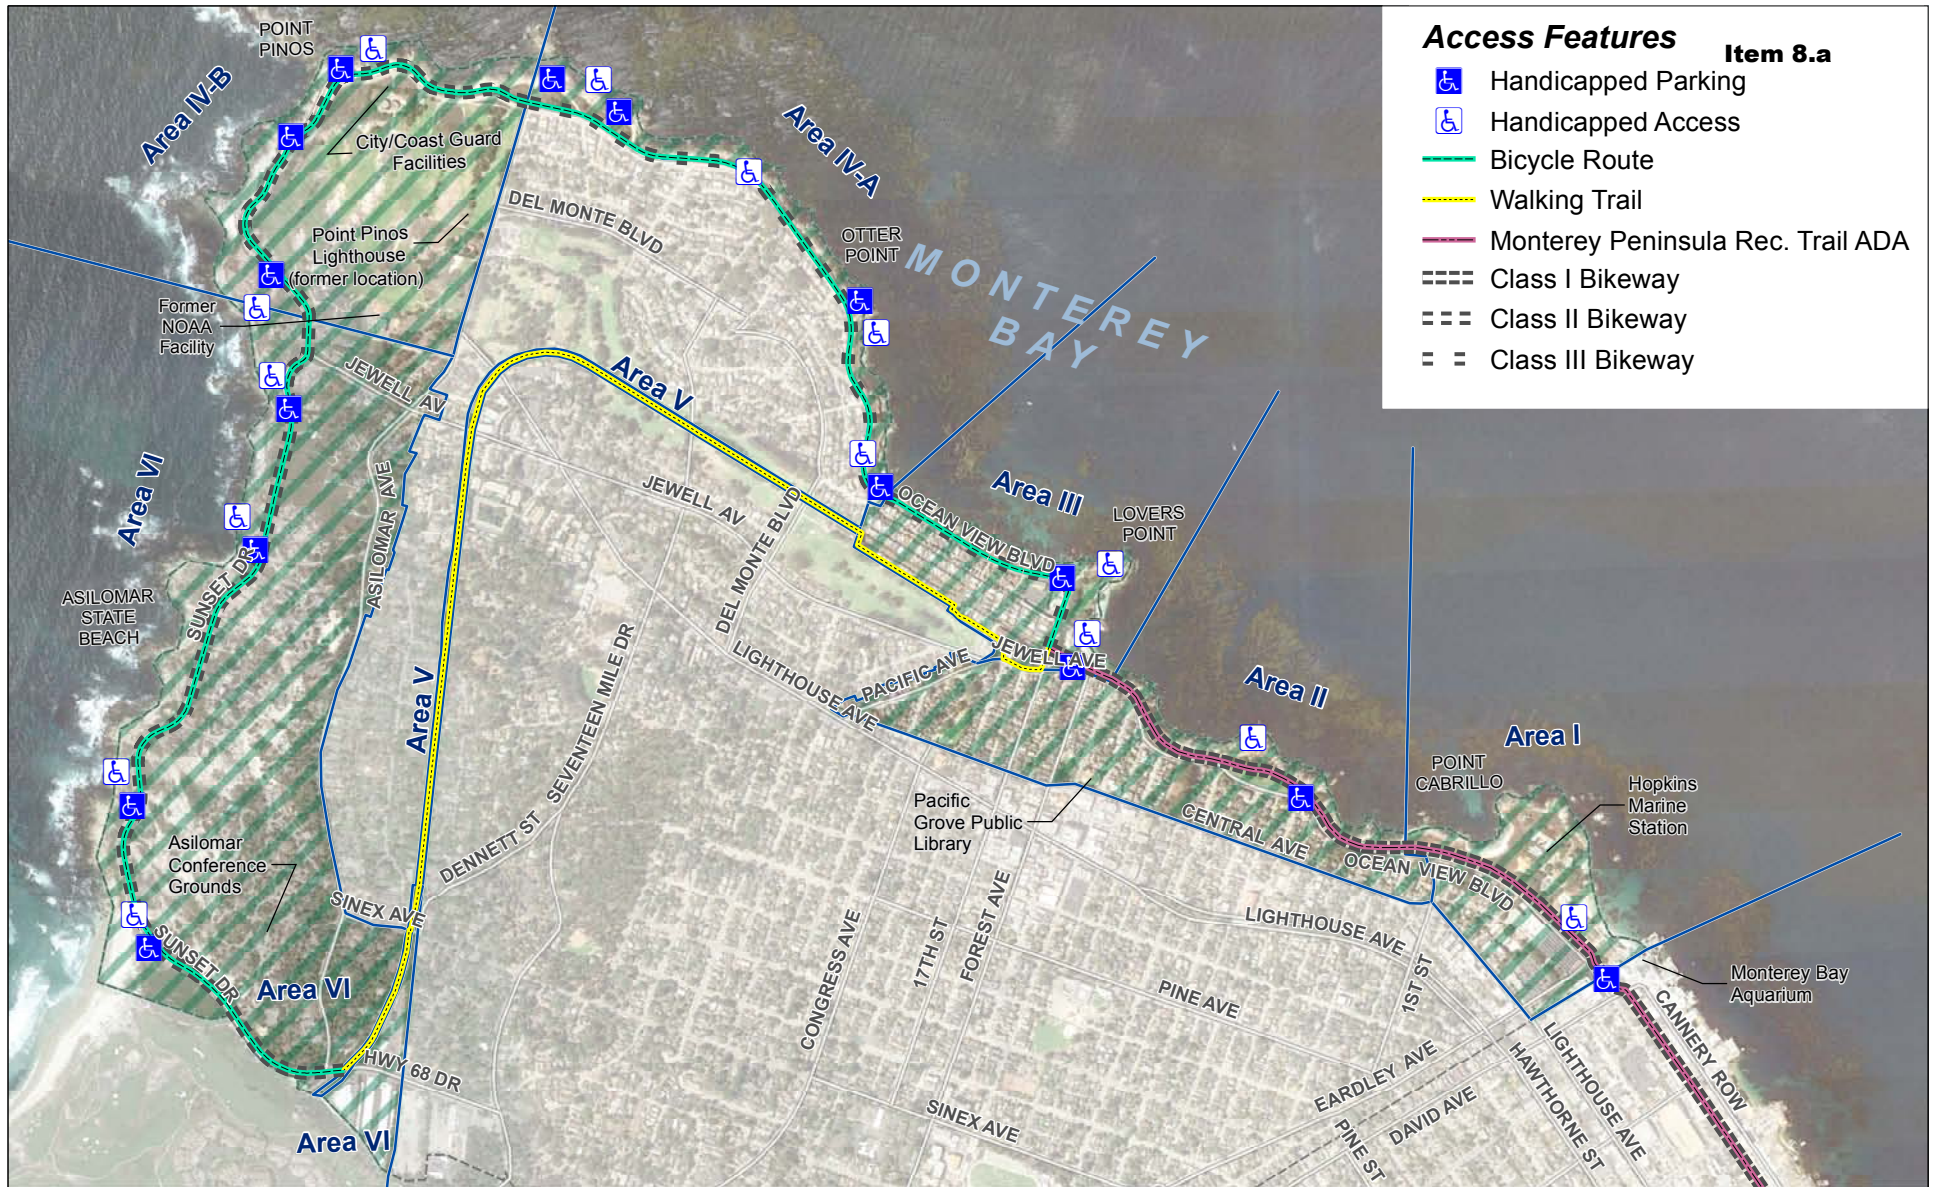 Access Features
Item 8.a
Handicapped Parking
Handicapped Access
Bicycle Route
Walking Trail
Monterey Peninsula Rec. Trail ADA
Class I Bikeway
Class II Bikeway
Class III Bikeway
POINT
PINOS
Area IV-B
City/Coast Guard
Facilities
Area IV-A
DEL MONTE BLVD
Point Pinos
Lighthouse
(former location)
OTTER
POINT
MONTEREY
BAY
Former
NOAA
Facility
JEWELL AV
Area V
ASILOMAR AVE
Area VI
JEWELL AV
DEL MONTE BLVD
OCEAN VIEW BLVD
Area III
LOVERS
POINT
SUNSET DR
ASILOMAR
STATE
BEACH
JEWELL AVE
PACIFIC AVE
LIGHTHOUSE AVE
SEVENTEEN MILE DR
Area V
Area II
Area I
POINT
CABRILLO
Hopkins
Marine
Station
Pacific
Grove Public
Library
CENTRAL AVE
OCEAN VIEW BLVD
Asilomar
Conference
Grounds
DENNETT ST
SINEX AVE
SUNSET DR
Area VI
CONGRESS AVE
17TH ST
FOREST AVE
LIGHTHOUSE AVE
1ST ST
PINE AVE
Monterey Bay
Aquarium
CANNERY ROW
HWY 68 DR
Area VI
SINEX AVE
EARDLEY AVE
DAVID AVE
PINE ST
HAWTHORNE ST
LIGHTHOUSE AVE